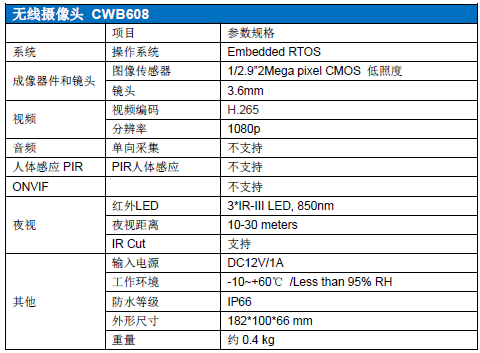 无线摄像头 CWB608
项目 参数规格
系统 操作系统 Embedded RTOS
成像器件和镜头 图像传感器 1/2.9"2Mega pixel CMOS 低照度
镜头 3.6mm
视频 视频编码 H.265
分辨率 1080p
音频 单向采集 不支持
人体感应 PIR PIR人体感应 不支持
ONVIF 不支持
夜视 红外LED 3*IR-III LED, 850nm
夜视距离 10-30 meters
IR Cut 支持
其他 输入电源 DC12V/1A
工作环境 -10~+60℃ /Less than 95% RH
防水等级 IP66
外形尺寸 182*100*66 mm
重量 约 0.4 kg